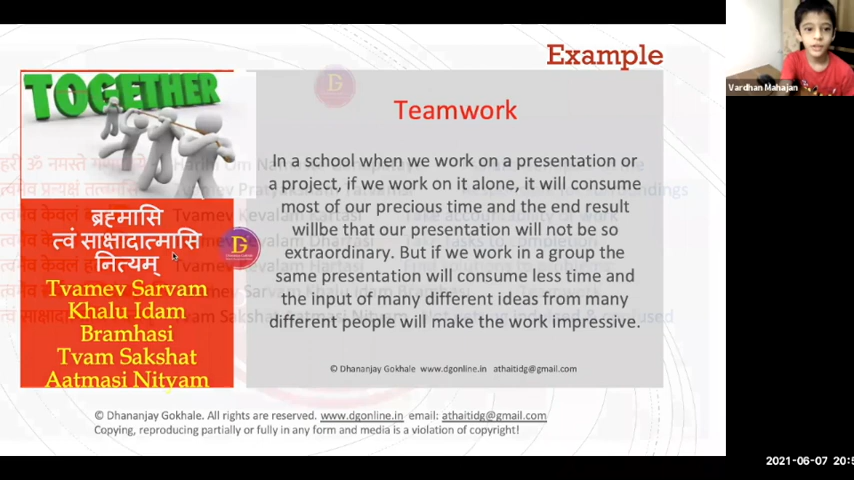 Example
TOGETHER
Teamwork
In a school when we work on a presentation or
a project, if we work on it alone, it will consume
most of our precious time and the end result
willbe that our presentation will not be so
extraordinary. But if we work in a group the
same presentation will consume less time and
the input of many different ideas from many
different people will make the work impressive.
© Dhananjay Gokhale www.dgonline.in athaitidg@gmail.com
ब्रह्मासि
त्वं साक्षादात्मासि
नित्यम्
Tvamev Sarvam
Khalu Idam
Bramhasi
Tvam Sakshat
Aatmasi Nityam
© Dhananjay Gokhale. All rights are reserved. www.dgonline.in email: athaitidg@gmail.com
Copying, reproducing partially or fully in any form and media is a violation of copyright!
Vardhan Mahajan
2021-06-07 20:5